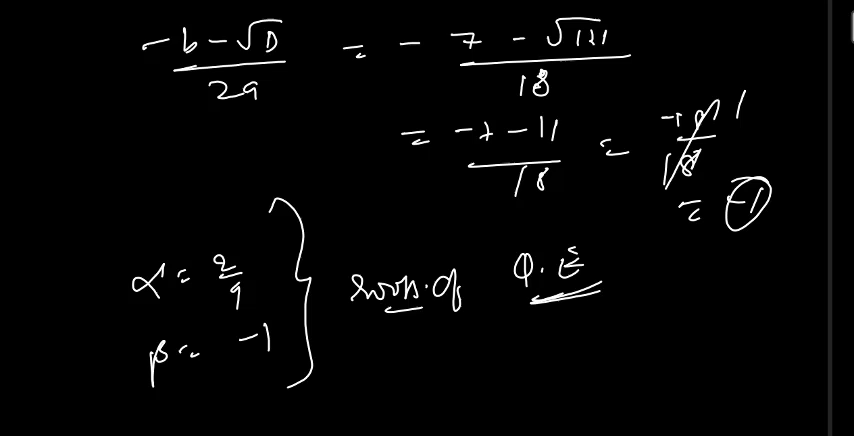 -b-√D/2a = - 7 - √121/18
= -7-11/18 = -18/18
= -1
α = 2/9
β = -1
roots of Q.E